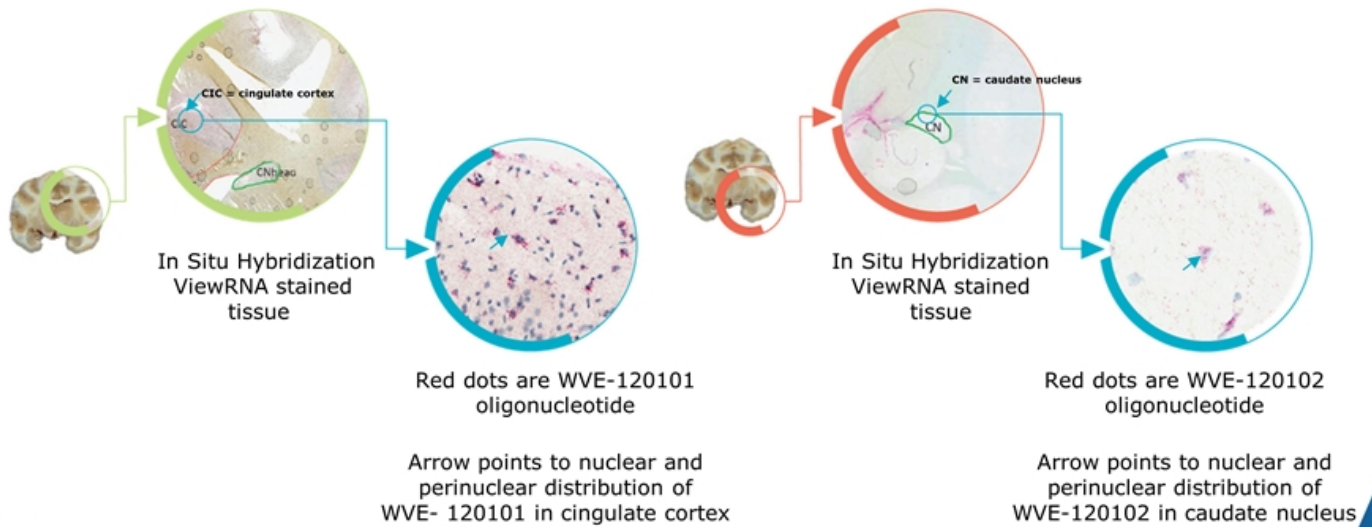 CIC = cingulate cortex
CIC
CNhead
In Situ Hybridization
ViewRNA stained
tissue
Red dots are WVE-120101
oligonucleotide
Arrow points to nuclear and
perinuclear distribution of
WVE- 120101 in cingulate cortex
CN = caudate nucleus
CN
In Situ Hybridization
ViewRNA stained
tissue
Red dots are WVE-120102
oligonucleotide
Arrow points to nuclear and
perinuclear distribution of
WVE-120102 in caudate nucleus